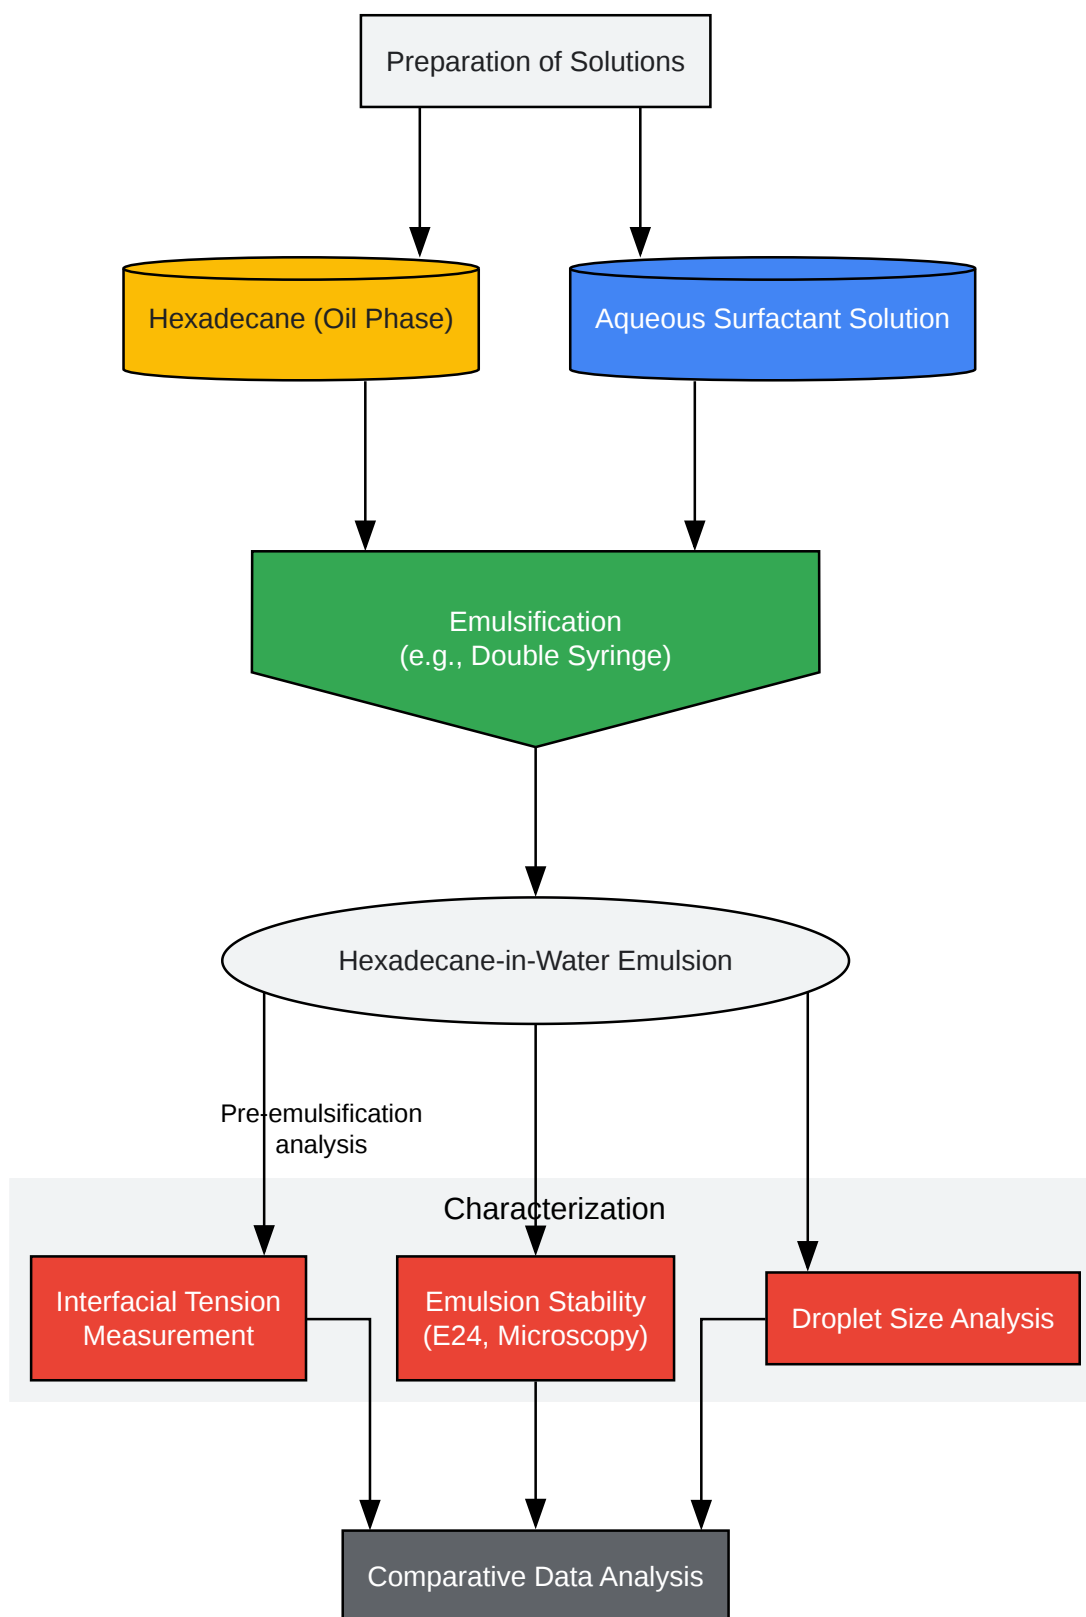 Preparation of Solutions
Hexadecane (Oil Phase)
Aqueous Surfactant Solution
Emulsification
(e.g., Double Syringe)
Hexadecane-in-Water Emulsion
Pre-emulsification
analysis
Characterization
Interfacial Tension
Measurement
Emulsion Stability
(E24, Microscopy)
Droplet Size Analysis
Comparative Data Analysis